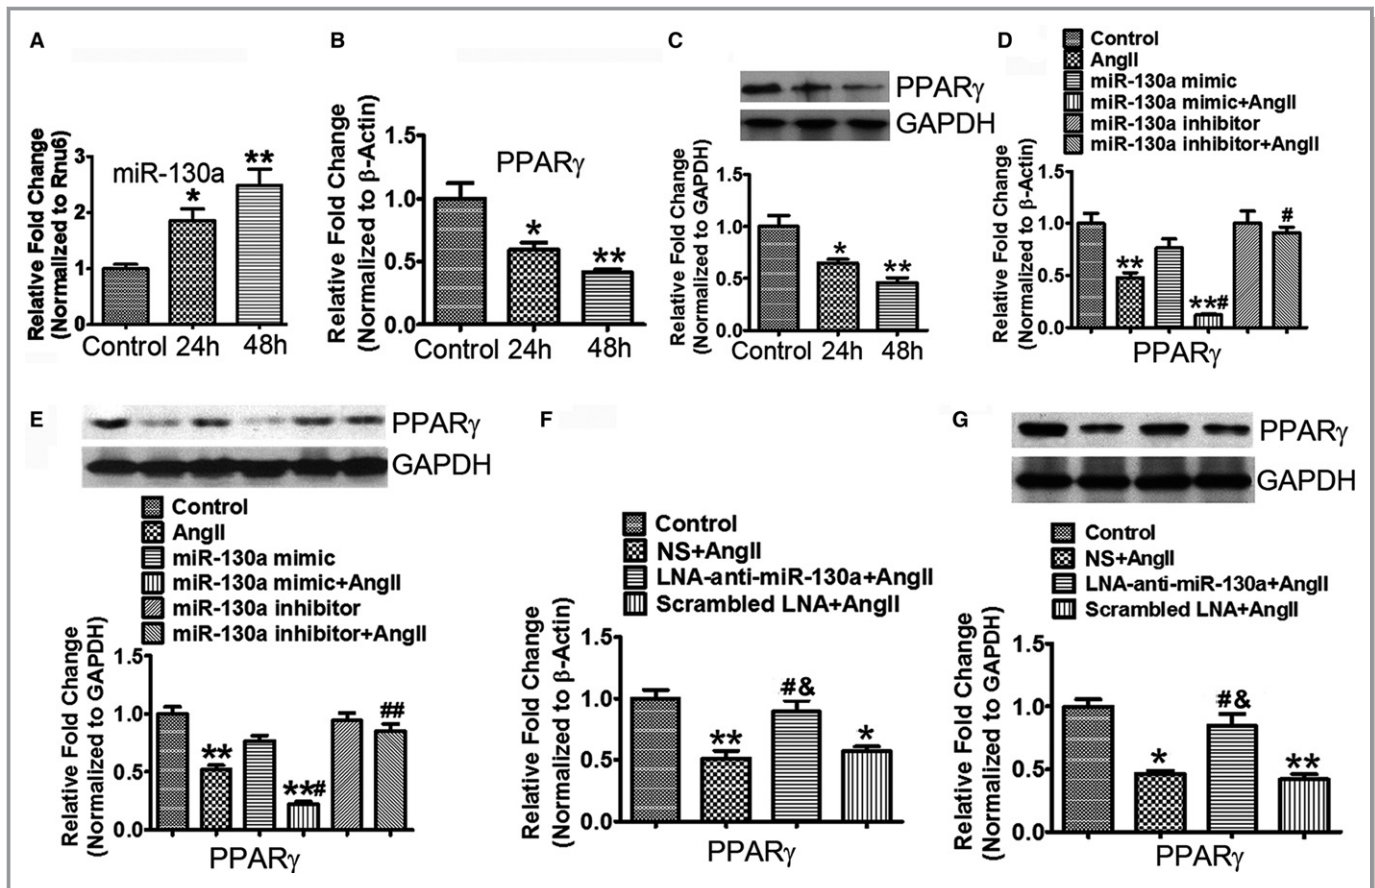 A
Relative Fold Change
(Normalized to Rnu6)
3
2
1
0
miR-130a
*
**
Control 24h 48h
B
Relative Fold Change
(Normalized to β-Actin)
1.5
1.0
0.5
0.0
PPARγ
*
**
Control 24h 48h
C
PPARγ
GAPDH
Relative Fold Change
(Normalized to GAPDH)
1.5
1.0
0.5
0.0
*
**
Control 24h 48h
D
Control
AngII
miR-130a mimic
miR-130a mimic+AngII
miR-130a inhibitor
miR-130a inhibitor+AngII
Relative Fold Change
(Normalized to β-Actin)
1.5
1.0
0.5
0.0
**
**#
#
PPARγ
E
PPARγ
GAPDH
Control
AngII
miR-130a mimic
miR-130a mimic+AngII
miR-130a inhibitor
miR-130a inhibitor+AngII
Relative Fold Change
(Normalized to GAPDH)
1.5
1.0
0.5
0.0
**
**#
##
PPARγ
F
Control
NS+AngII
LNA-anti-miR-130a+AngII
Scrambled LNA+AngII
Relative Fold Change
(Normalized to β-Actin)
1.5
1.0
0.5
0.0
**
#&
*
PPARγ
G
PPARγ
GAPDH
Control
NS+AngII
LNA-anti-miR-130a+AngII
Scrambled LNA+AngII
Relative Fold Change
(Normalized to GAPDH)
1.5
1.0
0.5
0.0
*
#&
**
PPARγ